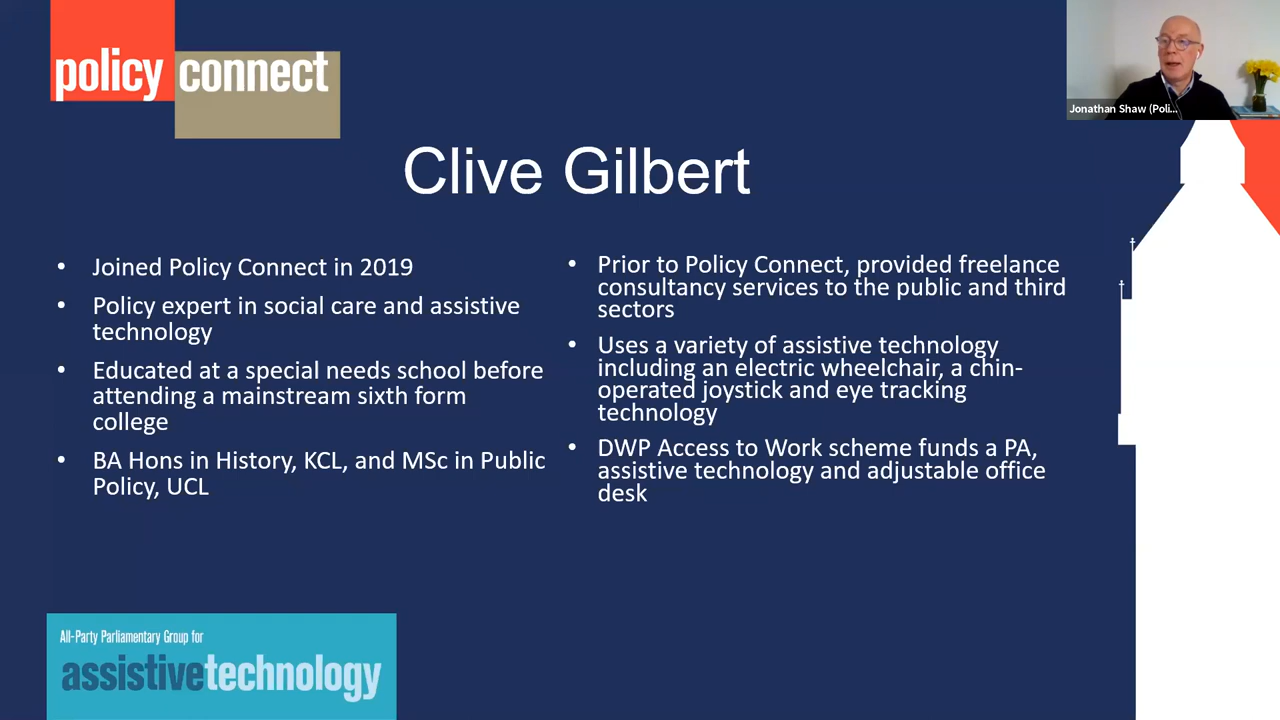 policy connect
Jonathan Shaw (Poli...
Clive Gilbert
• Joined Policy Connect in 2019
• Policy expert in social care and assistive
technology
• Educated at a special needs school before
attending a mainstream sixth form
college
• BA Hons in History, KCL, and MSc in Public
Policy, UCL
• Prior to Policy Connect, provided freelance
consultancy services to the public and third
sectors
• Uses a variety of assistive technology
including an electric wheelchair, a chin-
operated joystick and eye tracking
technology
• DWP Access to Work scheme funds a PA,
assistive technology and adjustable office
desk
All-Party Parliamentary Group for
assistivetechnology